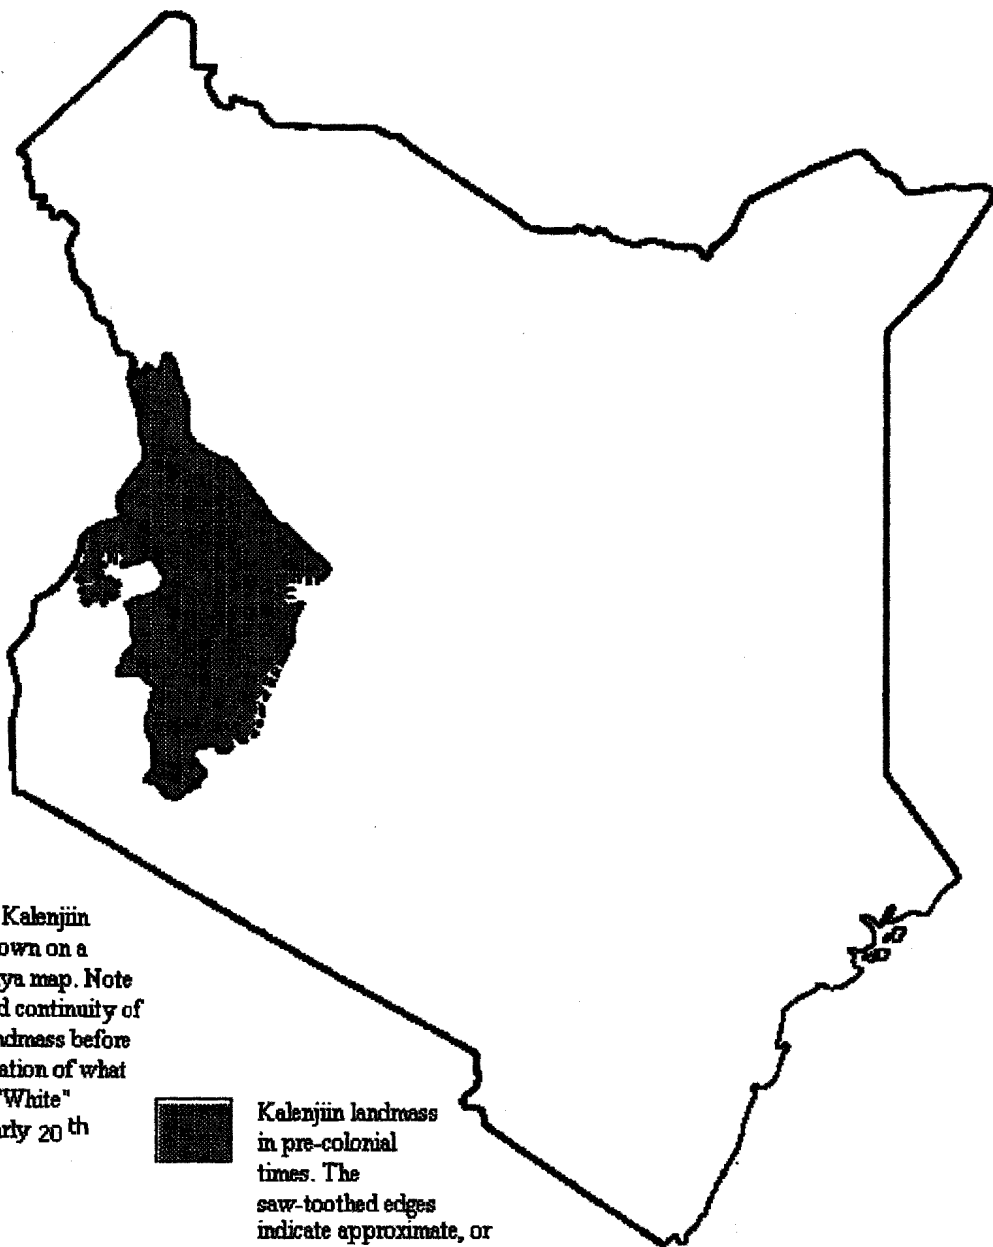 Kalenjiin
own on a
ya map. Note
d continuity of
ndmass before
ation of what
"White"
rly 20 th
Kalenjiin landmass
in pre-colonial
times. The
saw-toothed edges
indicate approximate, or